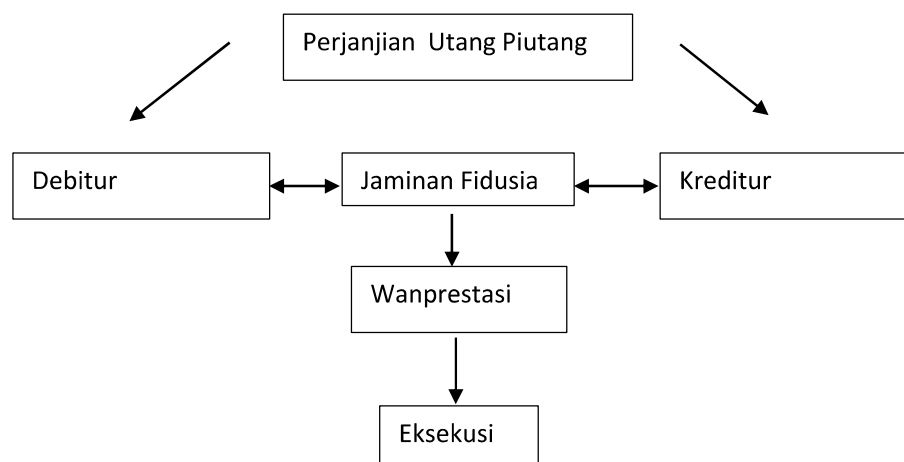 Perjanjian  Utang Piutang
Debitur
Jaminan Fidusia
Kreditur
Wanprestasi
Eksekusi